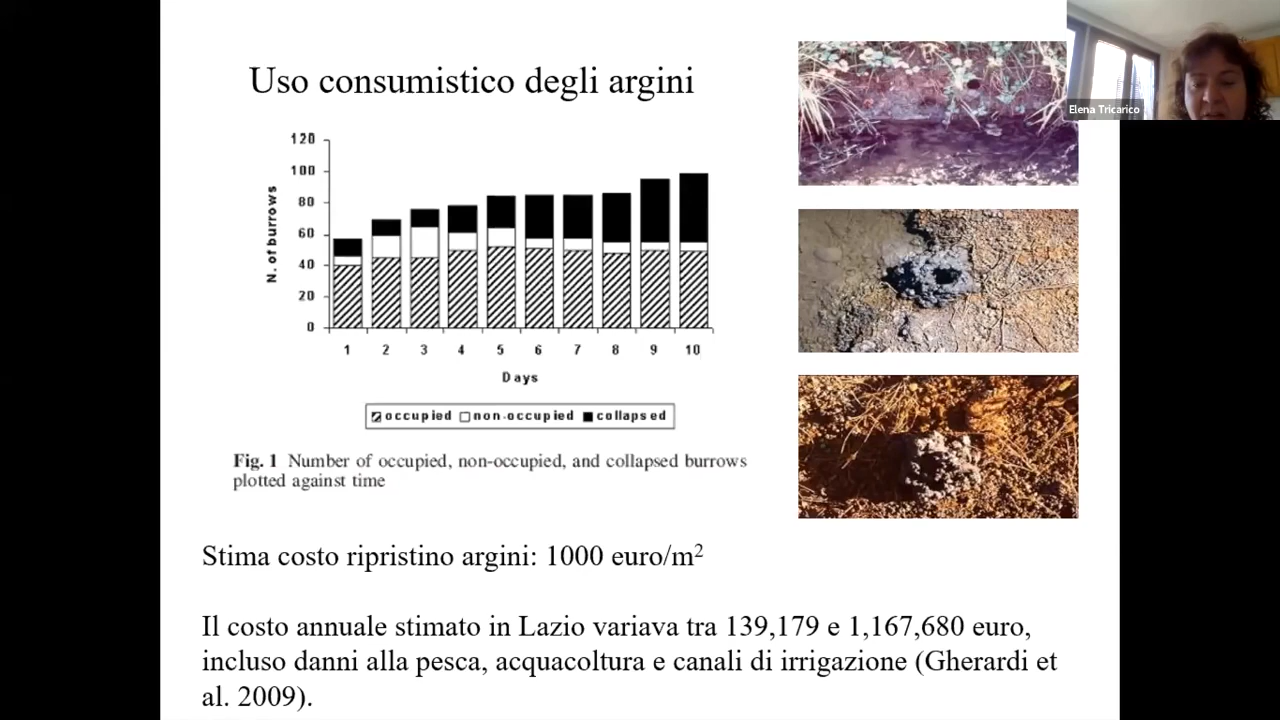 Uso consumistico degli argini
Elena Tricarico
120
100
80
60
40
20
0
N. of burrows
1 2 3 4 5 6 7 8 9 10
Days
occupied non-occupied collapsed
Fig. 1 Number of occupied, non-occupied, and collapsed burrows
plotted against time
Stima costo ripristino argini: 1000 euro/m²
Il costo annuale stimato in Lazio variava tra 139,179 e 1,167,680 euro,
incluso danni alla pesca, acquacoltura e canali di irrigazione (Gherardi et
al. 2009).